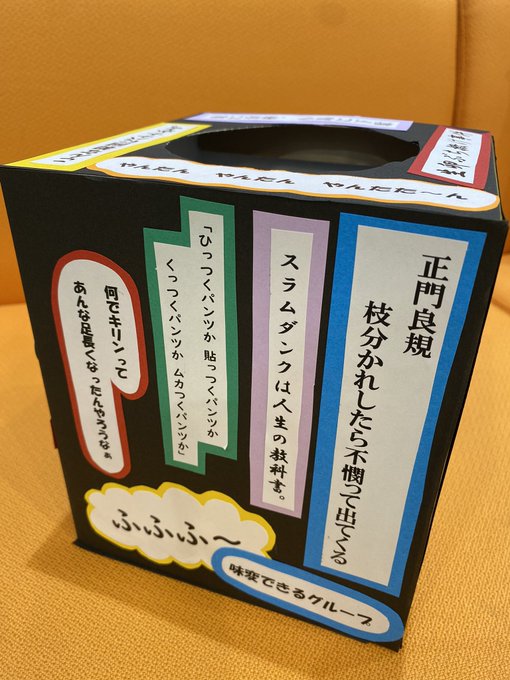 やんたん やんたん やんたた～ん
正門良規
枝分かれしたら不憫って出てくる
スラムダンクは人生の教科書。
「ひっつくパンツか 貼っつくパンツか
くっつくパンツか ムカつくパンツか」
何でキリンって
あんな足長くなったんやろうなぁ
ふふふ～
味変できるグループ